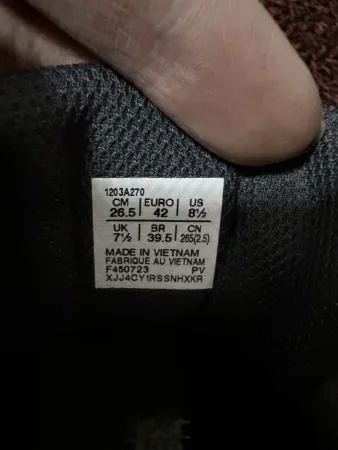 1203A270
CM | EURO | US
26.5 | 42 | 8½
UK | BR | CN
7½ | 39.5 | 265(2.5)
MADE IN VIETNAM
FABRIQUE AU VIETNAM
F450723 PV
XJJ4CY1RSSNHXKR